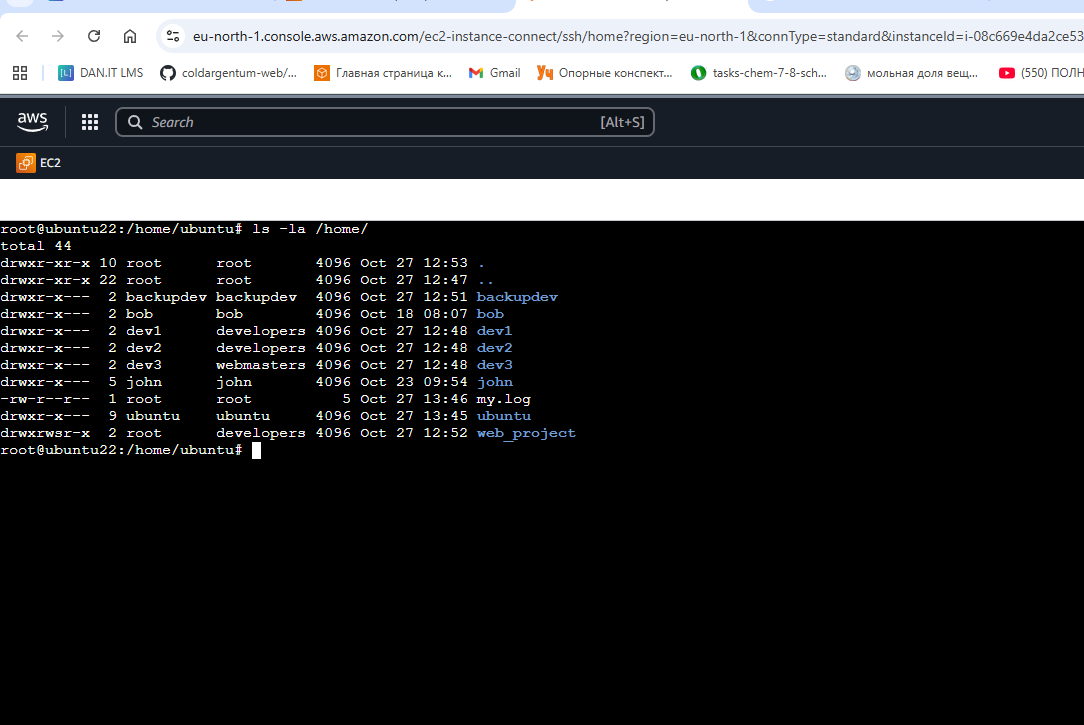 eu-north-1.console.aws.amazon.com/ec2-instance-connect/ssh/home?region=eu-north-1&connType=standard&instanceId=i-08c669e4da2ce53
DAN.IT LMS coldargentum-web/... Главная страница к... Gmail Опорные конспект... tasks-chem-7-8-sch... мольная доля вещ... (550) ПОЛН
aws Search [Alt+S]
EC2
root@ubuntu22:/home/ubuntu# ls -la /home/
total 44
drwxr-xr-x 10 root      root       4096 Oct 27 12:53 .
drwxr-xr-x 22 root      root       4096 Oct 27 12:47 ..
drwxr-x---  2 backupdev backupdev  4096 Oct 27 12:51 backupdev
drwxr-x---  2 bob       bob        4096 Oct 18 08:07 bob
drwxr-x---  2 dev1      developers 4096 Oct 27 12:48 dev1
drwxr-x---  2 dev2      developers 4096 Oct 27 12:48 dev2
drwxr-x---  2 dev3      webmasters 4096 Oct 27 12:48 dev3
drwxr-x---  5 john      john       4096 Oct 23 09:54 john
-rw-r--r--  1 root      root          5 Oct 27 13:46 my.log
drwxr-x---  9 ubuntu    ubuntu     4096 Oct 27 13:45 ubuntu
drwxrwsr-x  2 root      developers 4096 Oct 27 12:52 web_project
root@ubuntu22:/home/ubuntu#